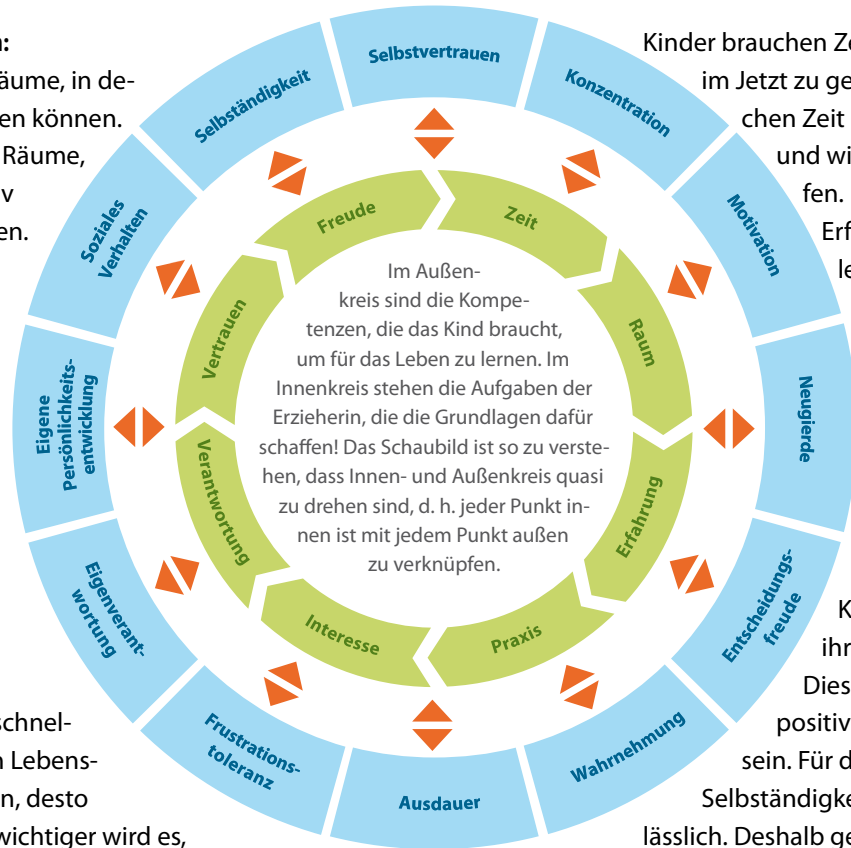 :
äume, in de-
en können.
Räume,
v
en.
schnel-
n Lebens-
n, desto
wichtiger wird es,
Kinder brauchen Ze
im Jetzt zu ge
chen Zeit
und wi
fen.
Erf
le
K
ihr
Dies
positiv
sein. Für d
Selbständigke
lässlich. Deshalb ge
Selbstvertrauen
Konzentration
Motivation
Neugierde
Entscheidungs-
freude
Wahrnehmung
Ausdauer
Frustrations-
toleranz
Eigenverant-
wortung
Eigene
Persönlichkeits-
entwicklung
Soziales
Verhalten
Selbständigkeit
Zeit
Raum
Erfahrung
Praxis
Interesse
Verantwortung
Vertrauen
Freude
Im Außen-
kreis sind die Kompe-
tenzen, die das Kind braucht,
um für das Leben zu lernen. Im
Innenkreis stehen die Aufgaben der
Erzieherin, die die Grundlagen dafür
schaffen! Das Schaubild ist so zu verste-
hen, dass Innen- und Außenkreis quasi
zu drehen sind, d. h. jeder Punkt in-
nen ist mit jedem Punkt außen
zu verknüpfen.